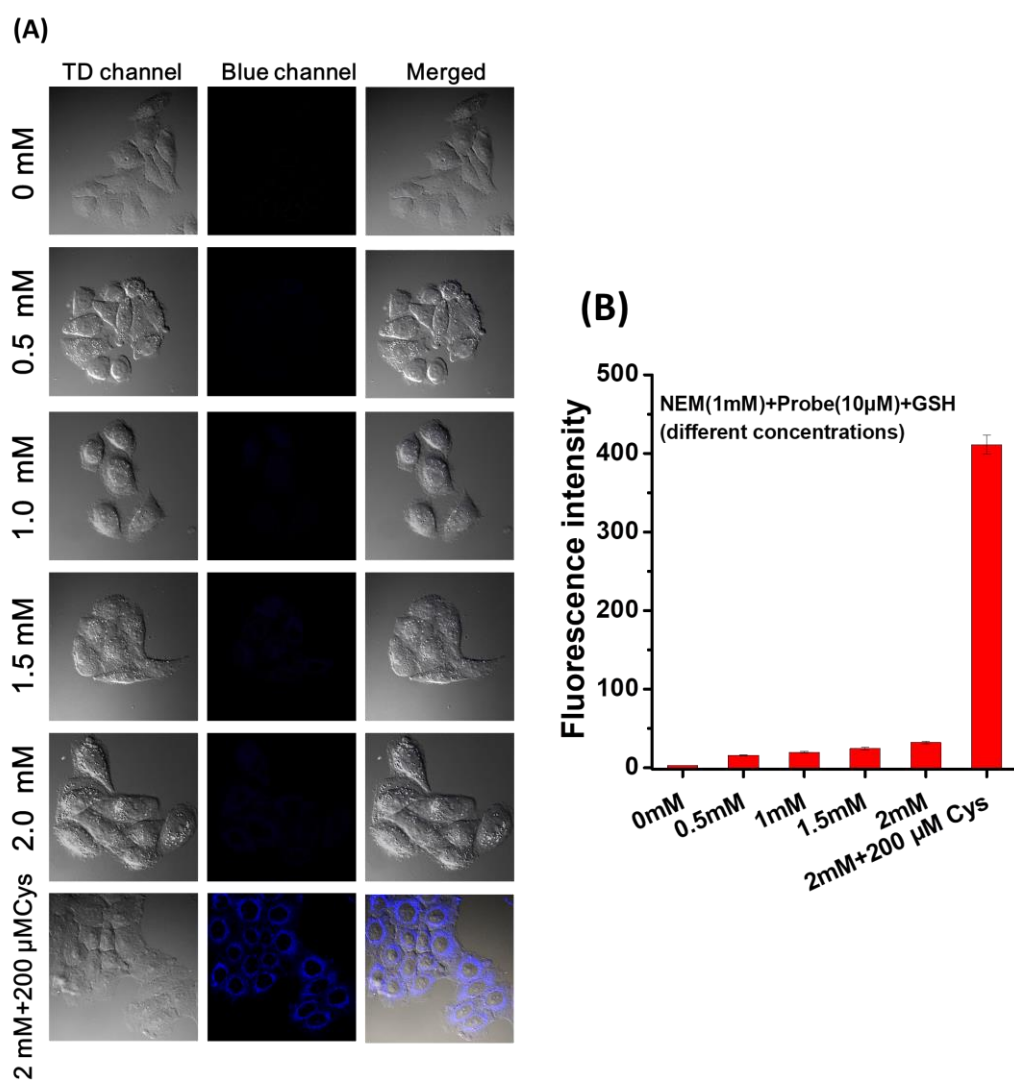 (A)
TD channel Blue channel Merged
0 mM
0.5 mM
1.0 mM
1.5 mM
2.0 mM
2 mM+200 μMCys
(B)
Fluorescence intensity
500
400
300
200
100
0
NEM(1mM)+Probe(10μM)+GSH
(different concentrations)
0mM
0.5mM
1mM
1.5mM
2mM
2mM+200 μM Cys